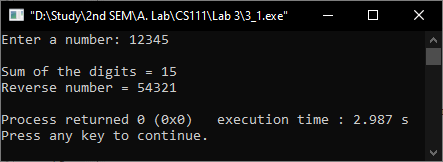 "D:\Study\2nd SEM\A. Lab\CS111\Lab 3\3_1.exe"
Enter a number: 12345
Sum of the digits = 15
Reverse number = 54321
Process returned 0 (0x0)   execution time : 2.987 s
Press any key to continue.